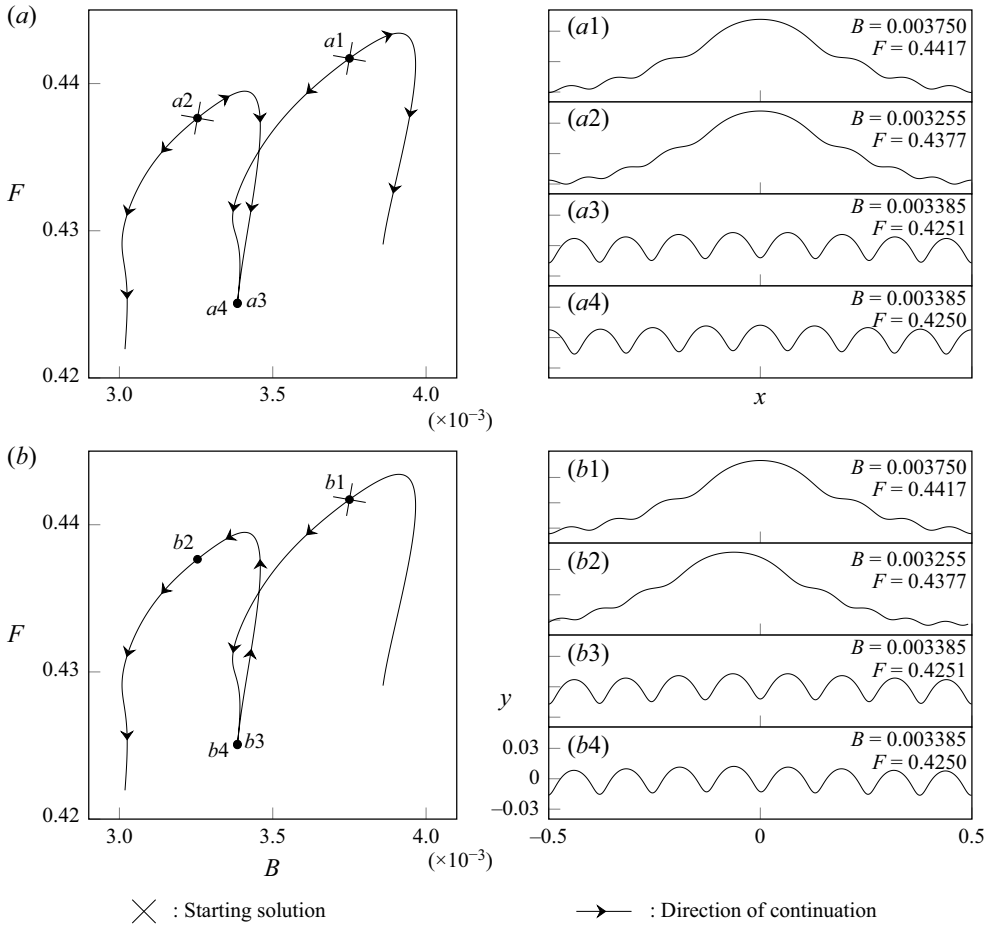 (a)
0.44
0.43
0.42
F
a1
a2
a4
a3
3.0
3.5
4.0
(×10⁻³)
(a1)
B = 0.003750
F = 0.4417
(a2)
B = 0.003255
F = 0.4377
(a3)
B = 0.003385
F = 0.4251
(a4)
B = 0.003385
F = 0.4250
x
(b)
0.44
0.43
0.42
F
b1
b2
b4
b3
3.0
3.5
4.0
B
(×10⁻³)
(b1)
B = 0.003750
F = 0.4417
(b2)
B = 0.003255
F = 0.4377
(b3)
B = 0.003385
F = 0.4251
y
(b4)
B = 0.003385
F = 0.4250
0.03
0
–0.03
–0.5
0
0.5
: Starting solution
: Direction of continuation